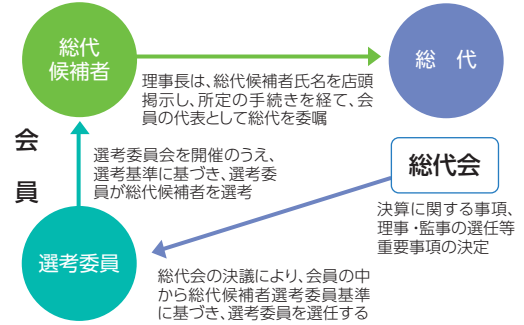 総代
候補者
総 代
理事長は、総代候補者氏名を店頭
掲示し、所定の手続きを経て、会
員の代表として総代を委嘱
会
員
選考委員会を開催のうえ、
選考基準に基づき、選考委
員が総代候補者を選考
総代会
決算に関する事項、
理事・監事の選任等
重要事項の決定
選考委員
総代会の決議により、会員の中
から総代候補者選考委員基準
に基づき、選考委員を選任する